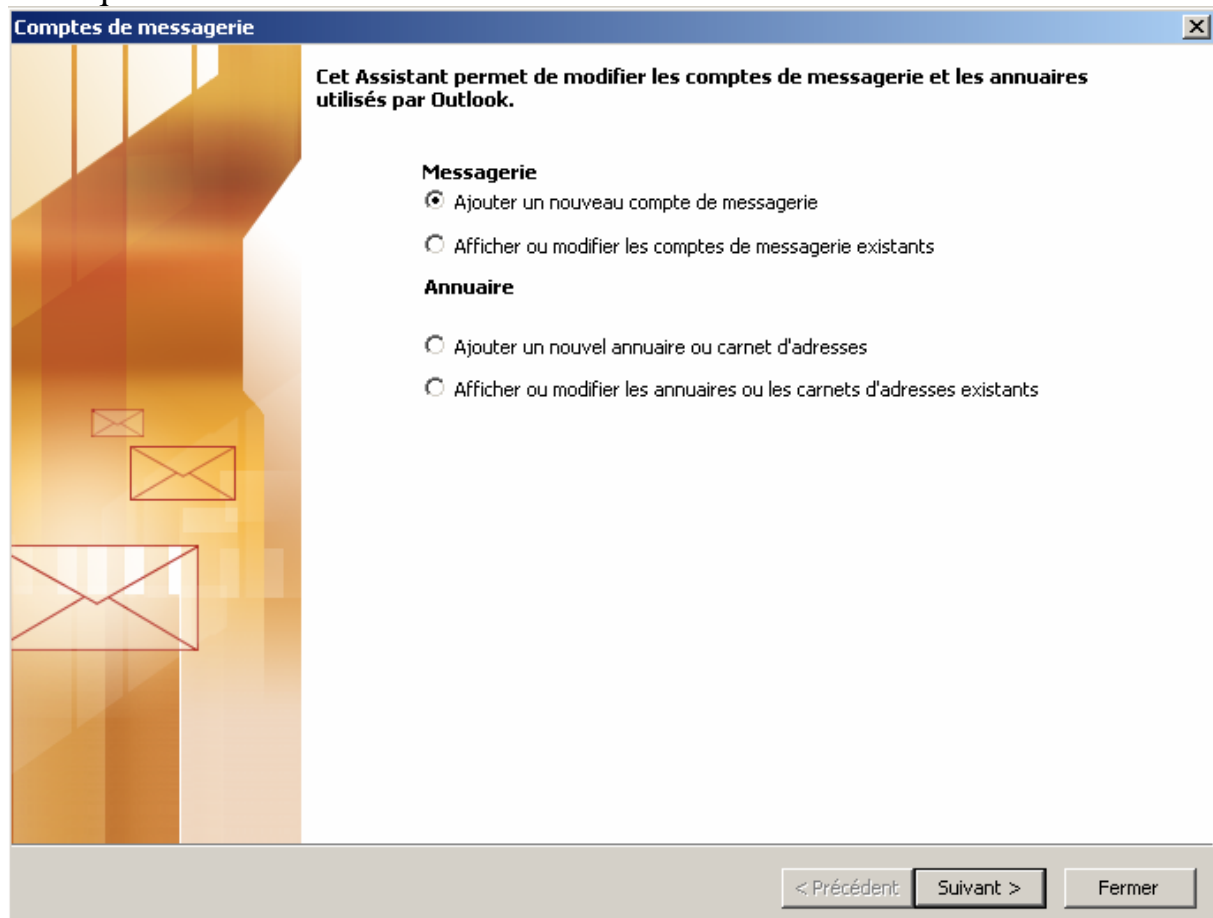 Comptes de messagerie
Cet Assistant permet de modifier les comptes de messagerie et les annuaires
utilisés par Outlook.
Messagerie
Ajouter un nouveau compte de messagerie
Afficher ou modifier les comptes de messagerie existants
Annuaire
Ajouter un nouvel annuaire ou carnet d'adresses
Afficher ou modifier les annuaires ou les carnets d'adresses existants
< Précédent Suivant > Fermer